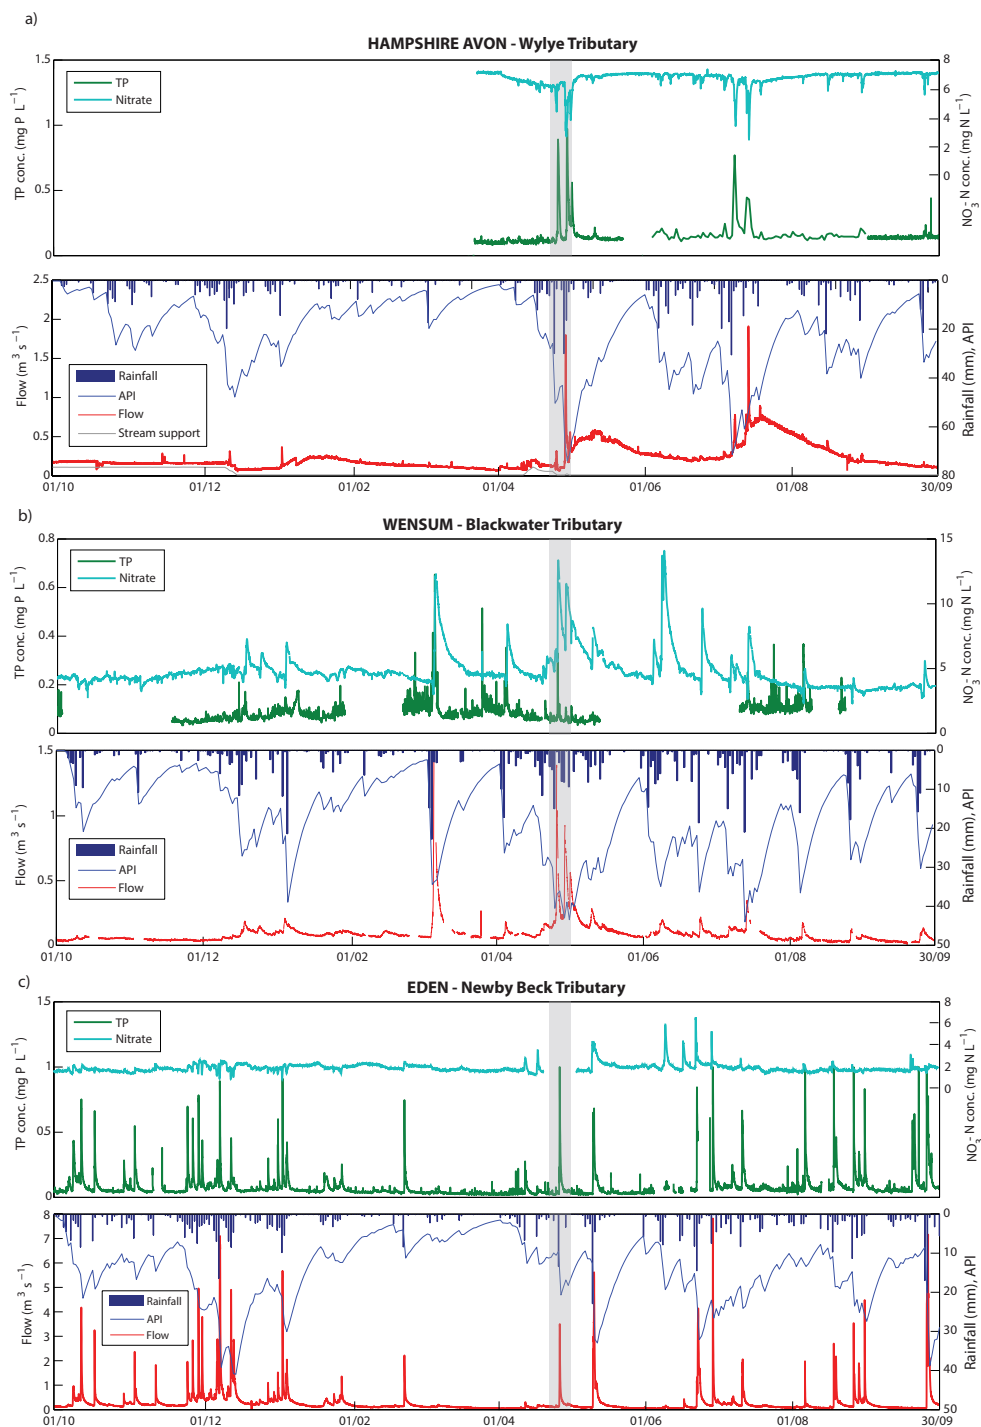 a)
HAMPSHIRE AVON - Wylye Tributary
1.5
1
0.5
0
TP conc. (mg P L⁻¹)
TP
Nitrate
8
6
4
2
0
NO₃⁻ - N conc. (mg N L⁻¹)
2.5
2
1.5
1
0.5
0
Flow (m³ s⁻¹)
Rainfall
API
Flow
Stream support
0
20
40
60
80
Rainfall (mm), API
01/10
01/12
01/02
01/04
01/06
01/08
30/09
b)
WENSUM - Blackwater Tributary
0.8
0.6
0.4
0.2
0
TP conc. (mg P L⁻¹)
TP
Nitrate
15
10
5
0
NO₃⁻ - N conc. (mg N L⁻¹)
1.5
1
0.5
0
Flow (m³ s⁻¹)
Rainfall
API
Flow
0
10
20
30
40
50
Rainfall (mm), API
01/10
01/12
01/02
01/04
01/06
01/08
30/09
c)
EDEN - Newby Beck Tributary
1.5
1
0.5
0
TP conc. (mg P L⁻¹)
TP
Nitrate
8
6
4
2
0
NO₃⁻ - N conc. (mg N L⁻¹)
8
7
6
5
4
3
2
1
0
Flow (m³ s⁻¹)
Rainfall
API
Flow
0
10
20
30
40
50
Rainfall (mm), API
01/10
01/12
01/02
01/04
01/06
01/08
30/09